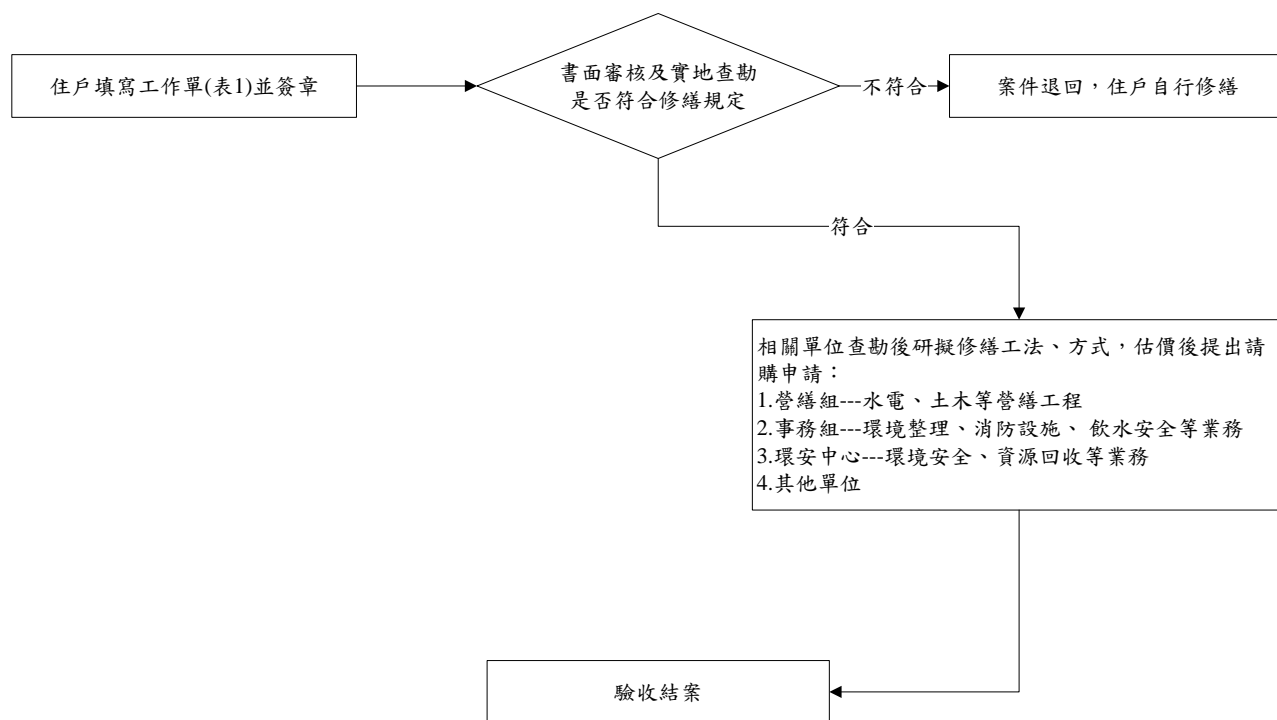 住戶填寫工作單(表1)並簽章
書面審核及實地查勘
是否符合修繕規定
不符合
案件退回，住戶自行修繕
符合
相關單位查勘後研擬修繕工法、方式，估價後提出請
購申請：
1.營繕組---水電、土木等營繕工程
2.事務組---環境整理、消防設施、 飲水安全等業務
3.環安中心---環境安全、資源回收等業務
4.其他單位
驗收結案